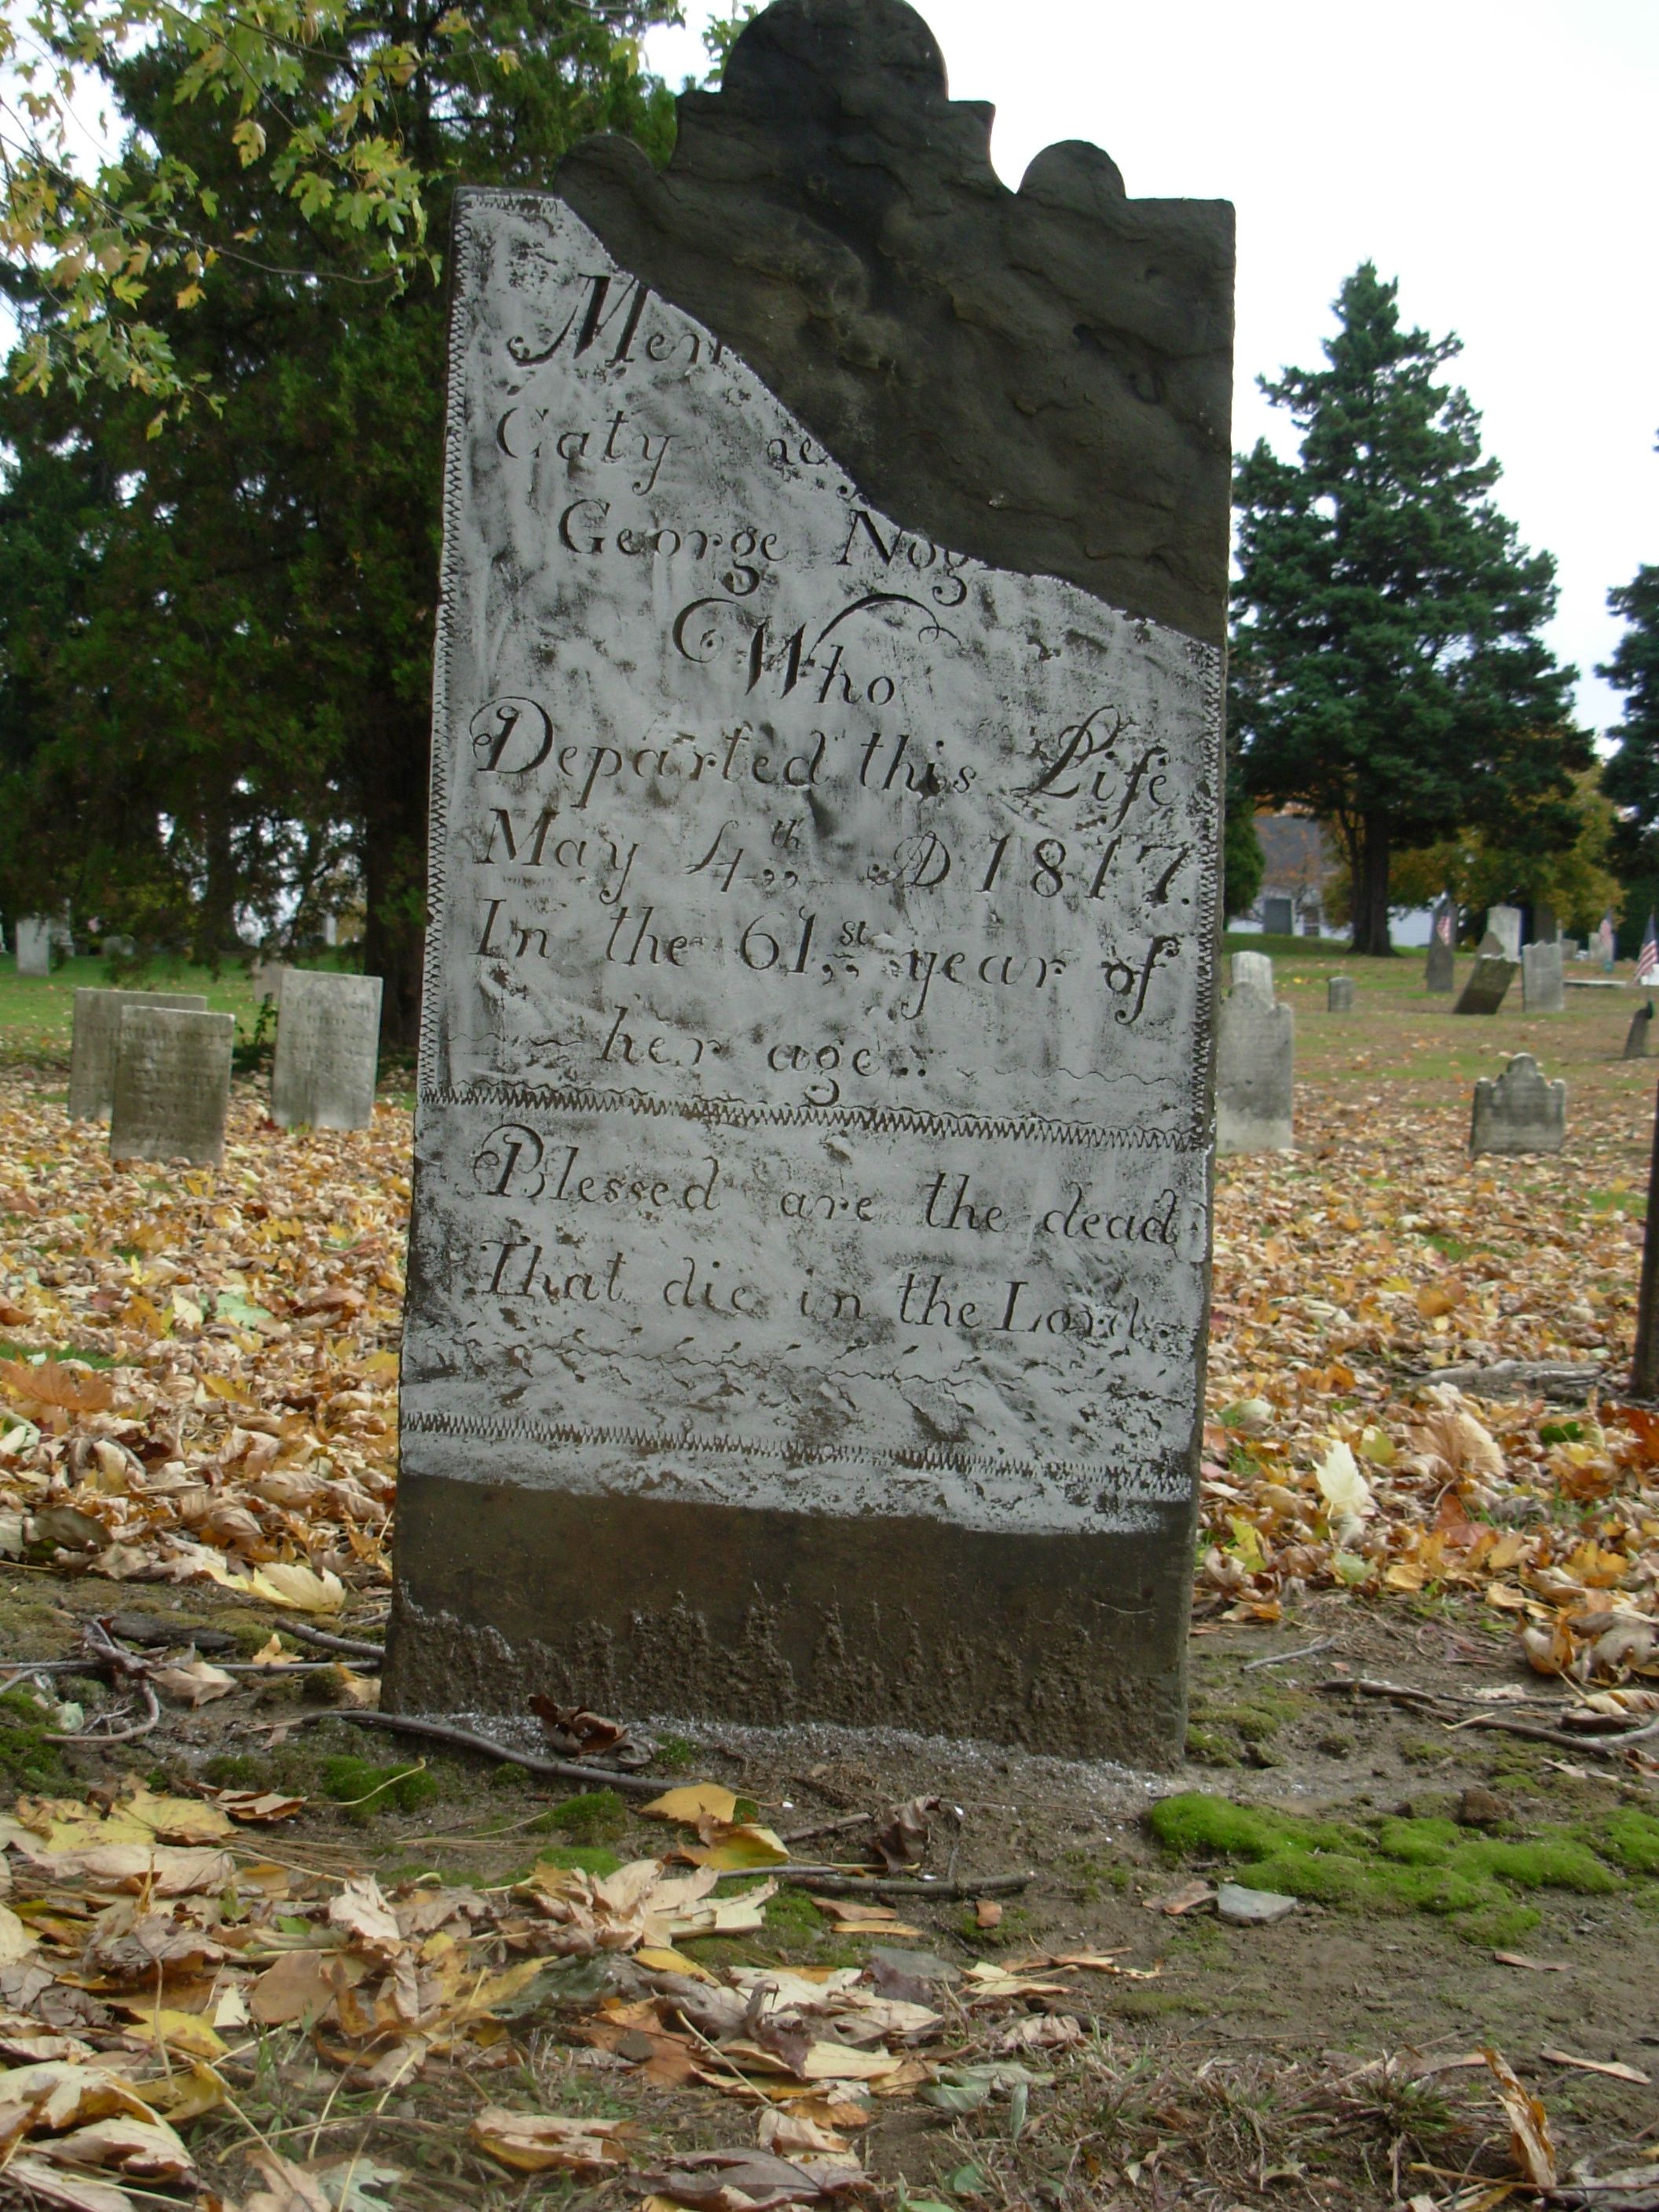 Mem
Caty
George Nog
Who
Departed this Life
May 4th AD 1817.
In the 61st year of
her age
Blessed are the dead
That die in the Lord.